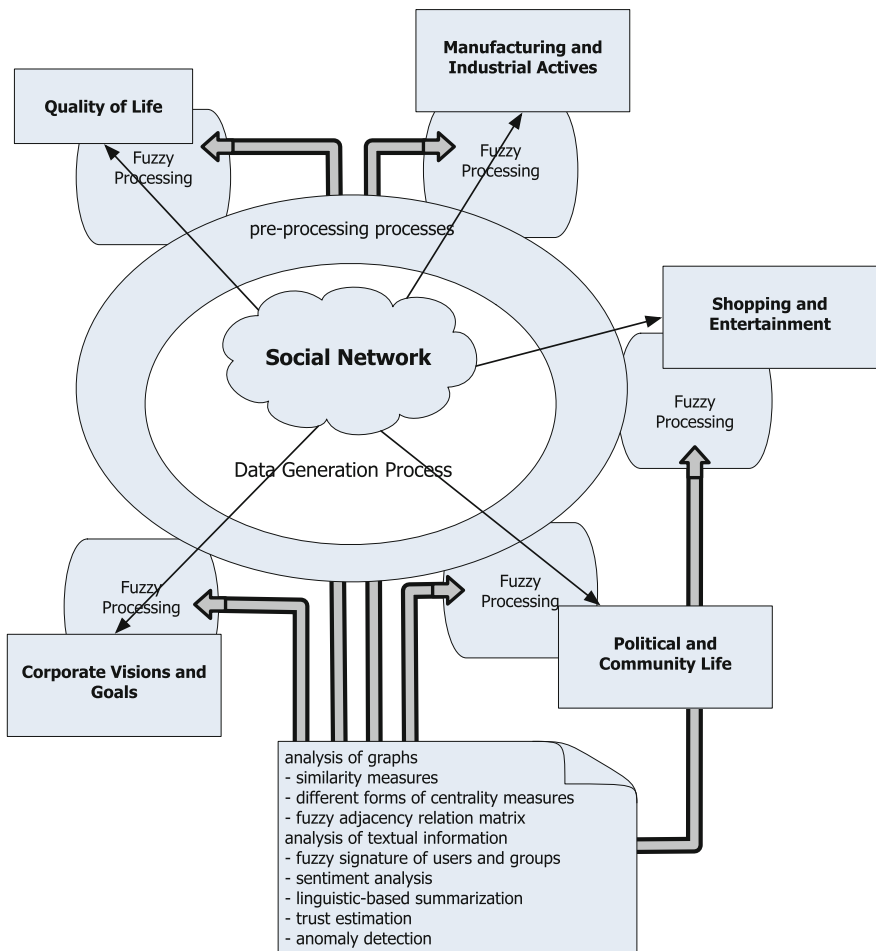 Manufacturing and
Industrial Actives
Quality of Life
Fuzzy
Processing
Fuzzy
Processing
pre-processing processes
Shopping and
Entertainment
Social Network
Fuzzy
Processing
Data Generation Process
Fuzzy
Processing
Fuzzy
Processing
Political and
Community Life
Corporate Visions and
Goals
analysis of graphs
- similarity measures
- different forms of centrality measures
- fuzzy adjacency relation matrix
analysis of textual information
- fuzzy signature of users and groups
- sentiment analysis
- linguistic-based summarization
- trust estimation
- anomaly detection